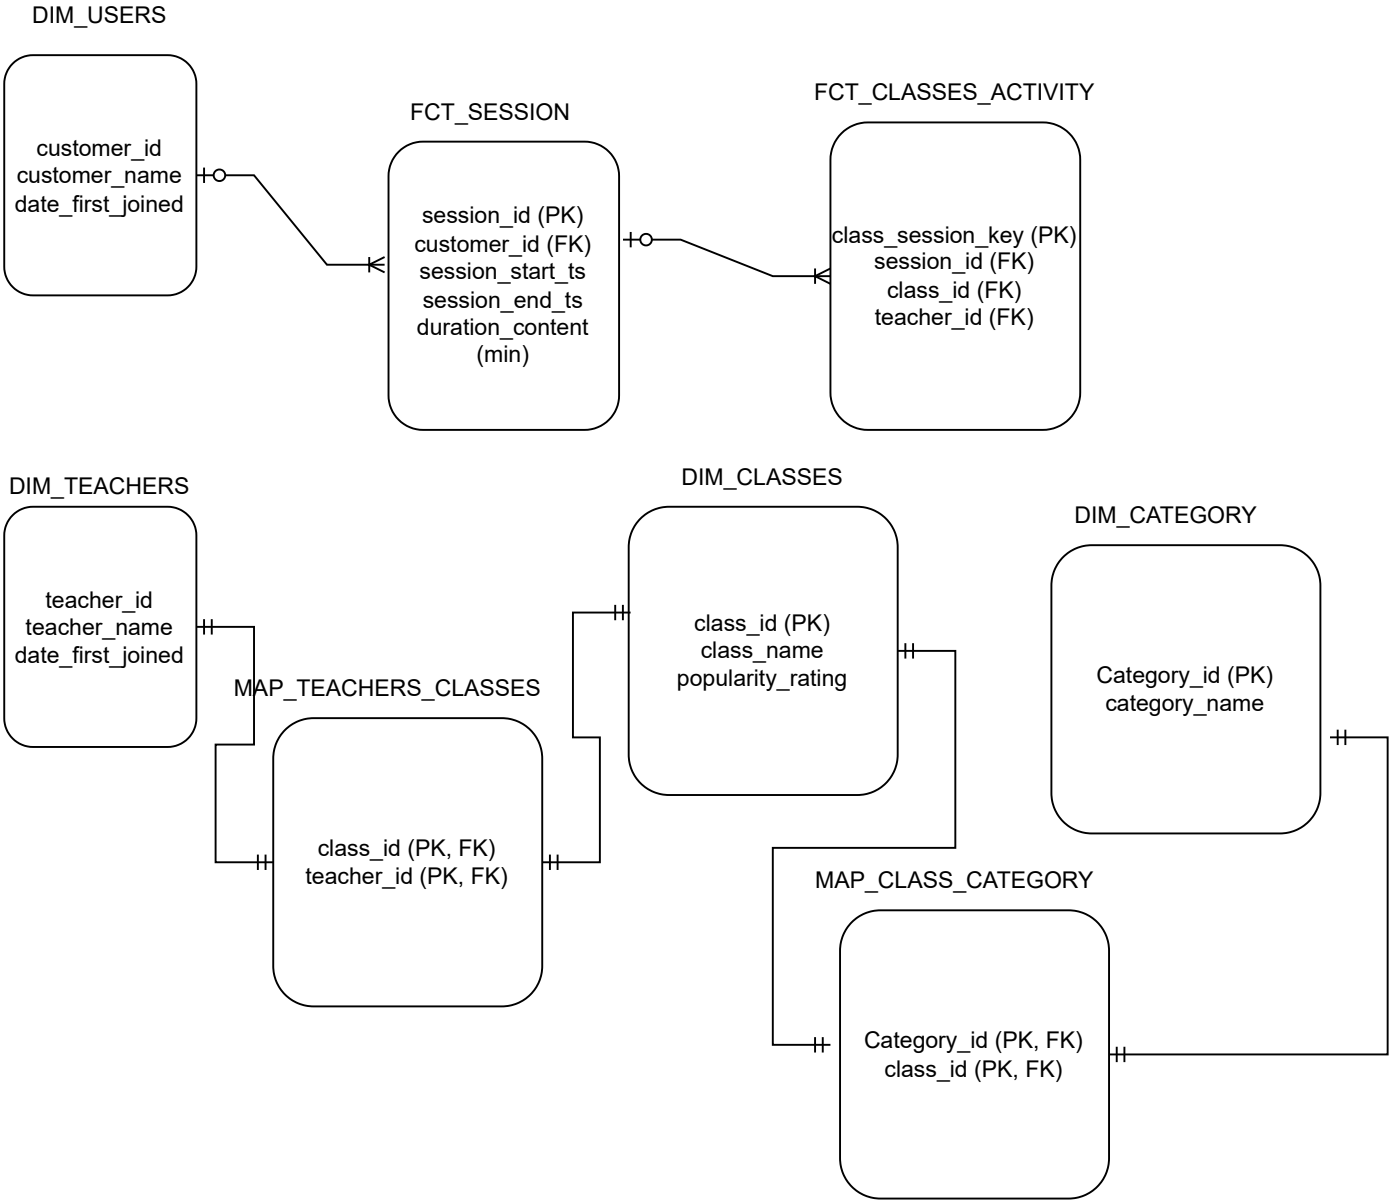 DIM_USERS
customer_id
customer_name
date_first_joined
FCT_SESSION
session_id (PK)
customer_id (FK)
session_start_ts
session_end_ts
duration_content
(min)
FCT_CLASSES_ACTIVITY
class_session_key (PK)
session_id (FK)
class_id (FK)
teacher_id (FK)
DIM_TEACHERS
teacher_id
teacher_name
date_first_joined
MAP_TEACHERS_CLASSES
class_id (PK, FK)
teacher_id (PK, FK)
DIM_CLASSES
class_id (PK)
class_name
popularity_rating
DIM_CATEGORY
Category_id (PK)
category_name
MAP_CLASS_CATEGORY
Category_id (PK, FK)
class_id (PK, FK)